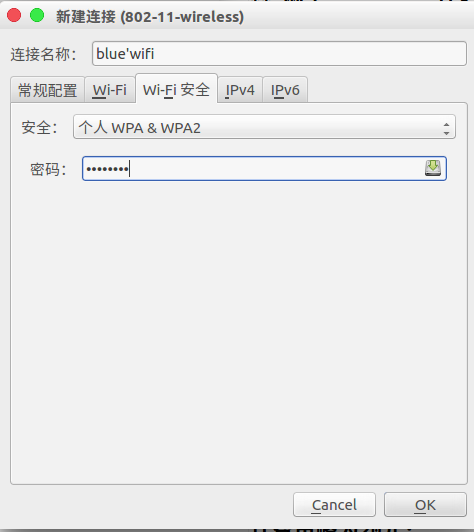 新建连接 (802-11-wireless)
连接名称： blue'wifi
常规配置 Wi-Fi Wi-Fi 安全 IPv4 IPv6
安全： 个人 WPA & WPA2
密码： ••••••••
Cancel OK